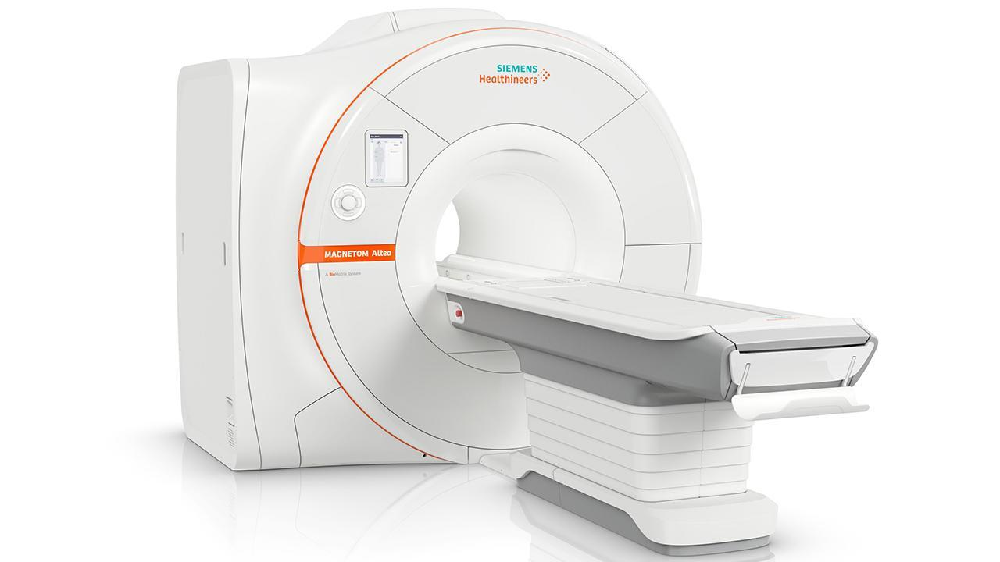 SIEMENS
Healthineers
MAGNETOM Altea
A BioMatrix System